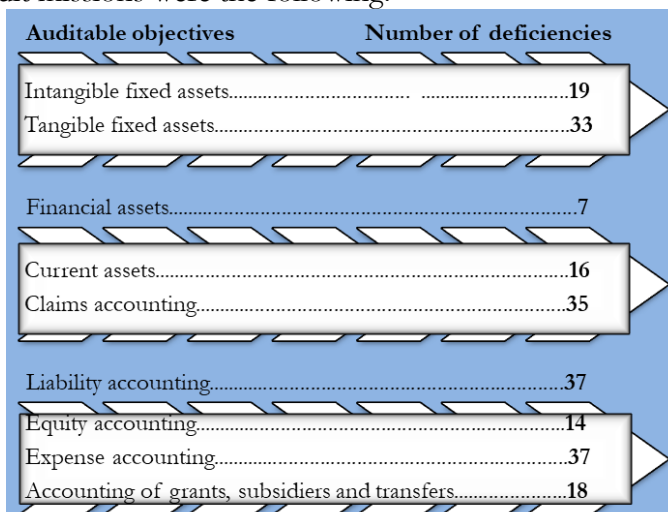 Auditable objectives Number of deficiencies
Intangible fixed assets.................................... .............................19
Tangible fixed assets.....................................................................33
Financial assets..............................................................................7
Current assets.................................................................................16
Claims accounting..........................................................................35
Liability accounting........................................................................37
Equity accounting..........................................................................14
Expense accounting.......................................................................37
Accounting of grants, subsidiers and transfers......................18